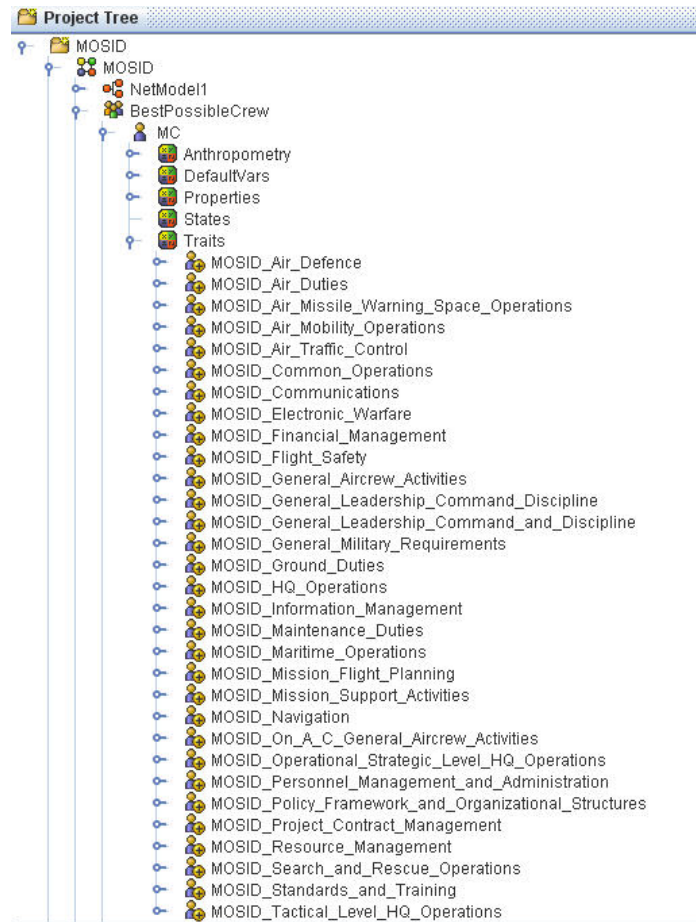 Project Tree
MOSID
MOSID
NetModel1
BestPossibleCrew
MC
Anthropometry
DefaultVars
Properties
States
Traits
MOSID_Air_Defence
MOSID_Air_Duties
MOSID_Air_Missile_Warning_Space_Operations
MOSID_Air_Mobility_Operations
MOSID_Air_Traffic_Control
MOSID_Common_Operations
MOSID_Communications
MOSID_Electronic_Warfare
MOSID_Financial_Management
MOSID_Flight_Safety
MOSID_General_Aircrew_Activities
MOSID_General_Leadership_Command_Discipline
MOSID_General_Leadership_Command_and_Discipline
MOSID_General_Military_Requirements
MOSID_Ground_Duties
MOSID_HQ_Operations
MOSID_Information_Management
MOSID_Maintenance_Duties
MOSID_Maritime_Operations
MOSID_Mission_Flight_Planning
MOSID_Mission_Support_Activities
MOSID_Navigation
MOSID_On_A_C_General_Aircrew_Activities
MOSID_Operational_Strategic_Level_HQ_Operations
MOSID_Personnel_Management_and_Administration
MOSID_Policy_Framework_and_Organizational_Structures
MOSID_Project_Contract_Management
MOSID_Resource_Management
MOSID_Search_and_Rescue_Operations
MOSID_Standards_and_Training
MOSID_Tactical_Level_HQ_Operations